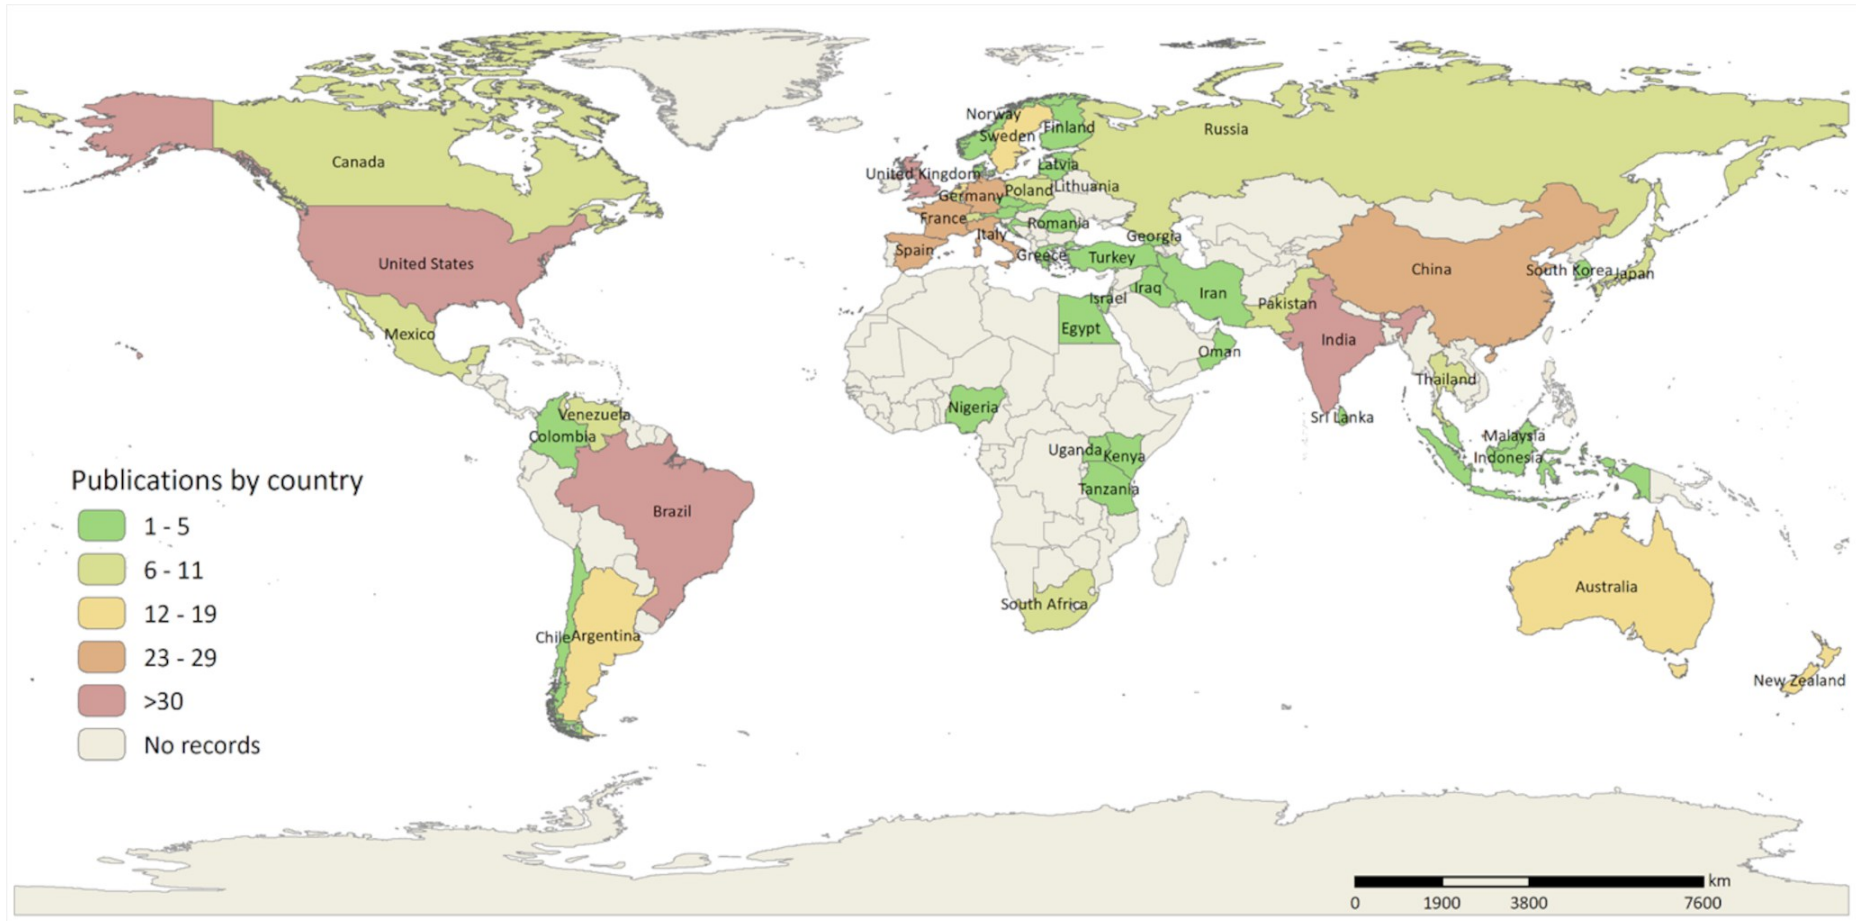 Norway
Finland
Sweden
Russia
Canada
Latvia
United Kingdom
Lithuania
Poland
Germany
France
Romania
Italy
Georgia
Spain
Greece
Turkey
United States
China
South Korea
Japan
Iraq
Iran
Israel
Pakistan
Mexico
Egypt
India
Oman
Thailand
Nigeria
Venezuela
Sri Lanka
Colombia
Malaysia
Uganda
Kenya
Indonesia
Tanzania
Brazil
Australia
South Africa
Chile
Argentina
New Zealand
Publications by country
1 - 5
6 - 11
12 - 19
23 - 29
>30
No records
km
0 1900 3800 7600